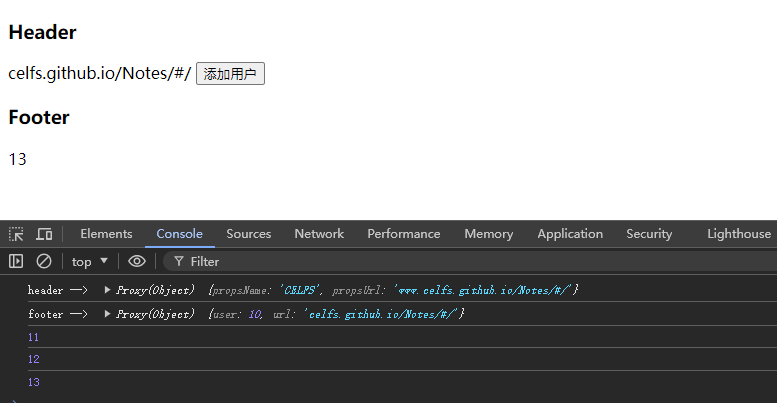 Header
celfs.github.io/Notes/#/ 添加用户
Footer
13
Elements Console Sources Network Performance Memory Application Security Lighthouse
top Filter
header --> Proxy(Object) {propsName: 'CELFS', propsUrl: 'www.celfs.github.io/Notes/#/'}
footer --> Proxy(Object) {user: 10, url: 'celfs.github.io/Notes/#/'}
11
12
13